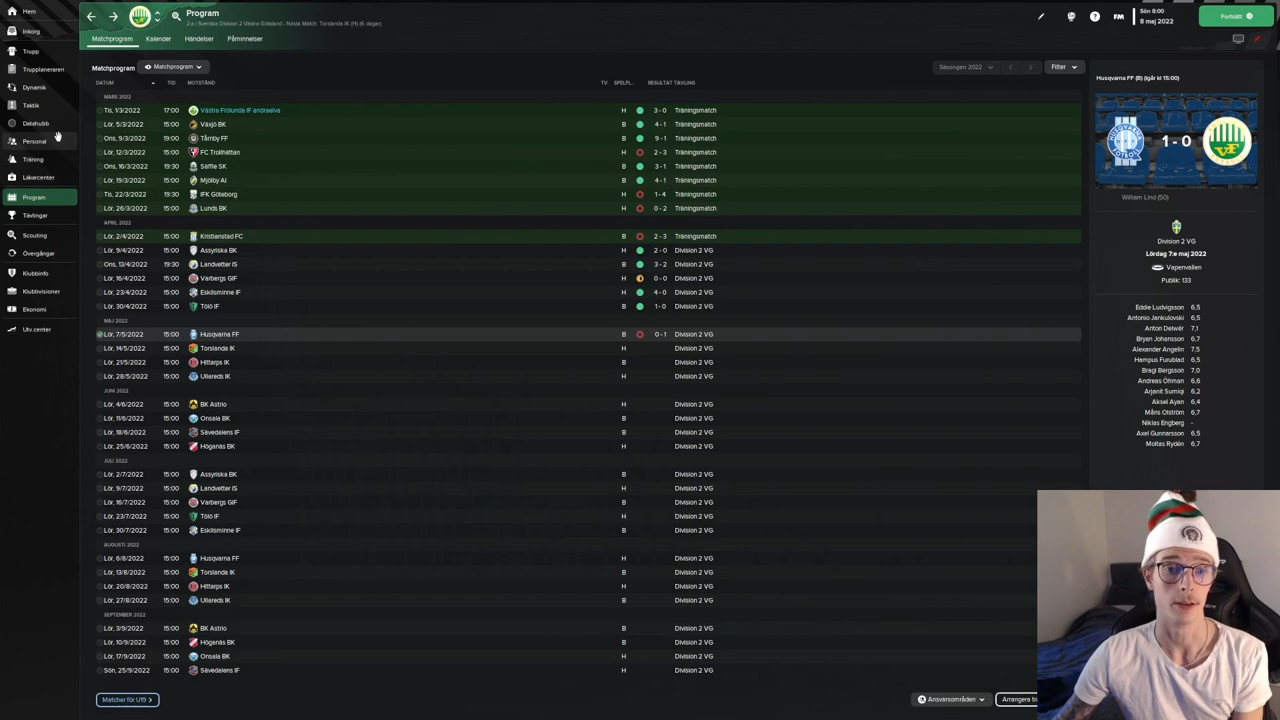 Hem
Inkorg
Trupp
Trupplaneraren
Dynamik
Taktik
Datahubb
Personal
Träning
Läkarcenter
Program
Tävlingar
Scouting
Övergångar
Klubbinfo
Klubbvisioner
Ekonomi
Utv.center
Program
2:a i Svenska Division 2 Västra Götaland - Nästa Match: Torslanda IK (H) (6 dagar)
FM
Sön 8:00
8 maj 2022
Fortsätt
Matchprogram Kalender Händelser Påminnelser
Matchprogram Matchprogram Säsongen 2022 Filter
DATUM TID MOTSTÅND TV SPELPL... RESULTAT TÄVLING
MARS 2022
Tis, 1/3/2022 17:00 Västra Frölunda IF andraelva H 3 - 0 Träningsmatch
Lör, 5/3/2022 15:00 Växjö BK B 4 - 1 Träningsmatch
Ons, 9/3/2022 19:00 Tårnby FF B 9 - 1 Träningsmatch
Lör, 12/3/2022 15:00 FC Trollhättan H 2 - 3 Träningsmatch
Ons, 16/3/2022 19:30 Säffle SK B 3 - 1 Träningsmatch
Lör, 19/3/2022 15:00 Mjölby AI B 4 - 1 Träningsmatch
Tis, 22/3/2022 19:30 IFK Göteborg H 1 - 4 Träningsmatch
Lör, 26/3/2022 15:00 Lunds BK H 0 - 2 Träningsmatch
APRIL 2022
Lör, 2/4/2022 15:00 Kristianstad FC B 2 - 3 Träningsmatch
Lör, 9/4/2022 15:00 Assyriska BK H 2 - 0 Division 2 VG
Ons, 13/4/2022 19:30 Landvetter IS B 3 - 2 Division 2 VG
Lör, 16/4/2022 15:00 Varbergs GIF H 0 - 0 Division 2 VG
Lör, 23/4/2022 15:00 Eskilsminne IF H 4 - 0 Division 2 VG
Lör, 30/4/2022 15:00 Tölö IF B 1 - 0 Division 2 VG
MAJ 2022
Lör, 7/5/2022 15:00 Husqvarna FF B 0 - 1 Division 2 VG
Lör, 14/5/2022 15:00 Torslanda IK H Division 2 VG
Lör, 21/5/2022 15:00 Hittarps IK B Division 2 VG
Lör, 28/5/2022 15:00 Ullareds IK H Division 2 VG
JUNI 2022
Lör, 4/6/2022 15:00 BK Astrio H Division 2 VG
Lör, 11/6/2022 15:00 Onsala BK B Division 2 VG
Lör, 18/6/2022 15:00 Sävedalens IF B Division 2 VG
Lör, 25/6/2022 15:00 Höganäs BK H Division 2 VG
JULI 2022
Lör, 2/7/2022 15:00 Assyriska BK B Division 2 VG
Lör, 9/7/2022 15:00 Landvetter IS H Division 2 VG
Lör, 16/7/2022 15:00 Varbergs GIF B Division 2 VG
Lör, 23/7/2022 15:00 Tölö IF H Division 2 VG
Lör, 30/7/2022 15:00 Eskilsminne IF B Division 2 VG
AUGUSTI 2022
Lör, 6/8/2022 15:00 Husqvarna FF H Division 2 VG
Lör, 13/8/2022 15:00 Torslanda IK B Division 2 VG
Lör, 20/8/2022 15:00 Hittarps IK H Division 2 VG
Lör, 27/8/2022 15:00 Ullareds IK B Division 2 VG
SEPTEMBER 2022
Lör, 3/9/2022 15:00 BK Astrio B Division 2 VG
Lör, 10/9/2022 15:00 Höganäs BK B Division 2 VG
Lör, 17/9/2022 15:00 Onsala BK H Division 2 VG
Sön, 25/9/2022 15:00 Sävedalens IF H Division 2 VG
Matcher för U19
Ansvarsområden
Arrangera
Husqvarna FF (B) (Igår kl 15:00)
1 - 0
William Lind (50)
Division 2 VG
Lördag 7:e maj 2022
Vapenvallen
Publik: 133
Eddie Ludvigsson 6,5
Antonio Jankulovski 6,5
Anton Delwér 7,1
Bryan Johansson 6,7
Alexander Angelin 7,5
Hampus Furublad 6,5
Bragi Bergsson 7,0
Andreas Öhman 6,6
Arjanit Sumiqi 6,2
Aksel Ayan 6,4
Måns Olström 6,7
Niklas Engberg -
Axel Gunnarsson 6,5
Moltas Rydén 6,7